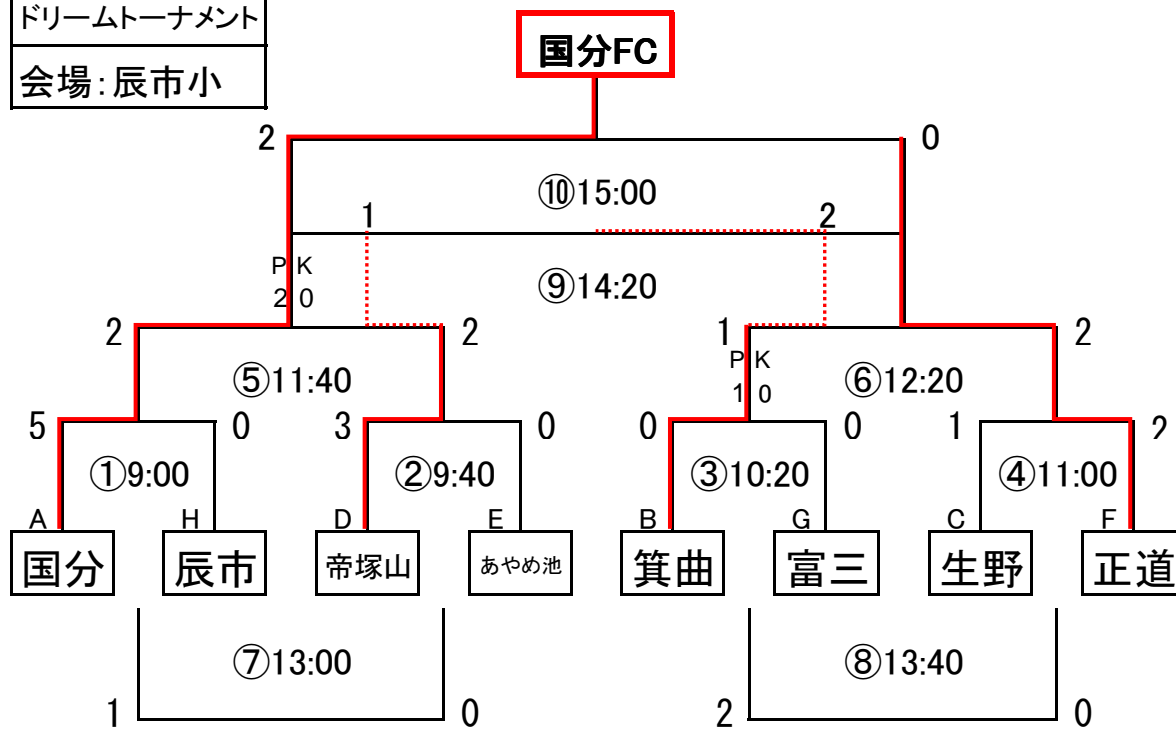 ドリームトーナメント
会場：辰市小
国分FC
2
0
⑩15:00
1
2
P K
2 0
⑨14:20
2
2
1
2
P K
1 0
⑤11:40
⑥12:20
5
0
3
0
0
0
1
2
①9:00
②9:40
③10:20
④11:00
A
H
D
E
B
G
C
F
国分
辰市
帝塚山
あやめ池
箕曲
富三
生野
正道
⑦13:00
⑧13:40
1
0
2
0